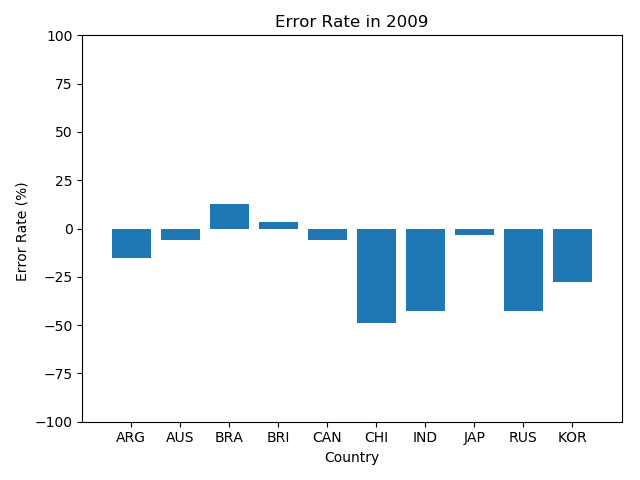 Error Rate in 2009
100
75
50
25
0
−25
−50
−75
−100
Error Rate (%)
ARG AUS BRA BRI CAN CHI IND JAP RUS KOR
Country